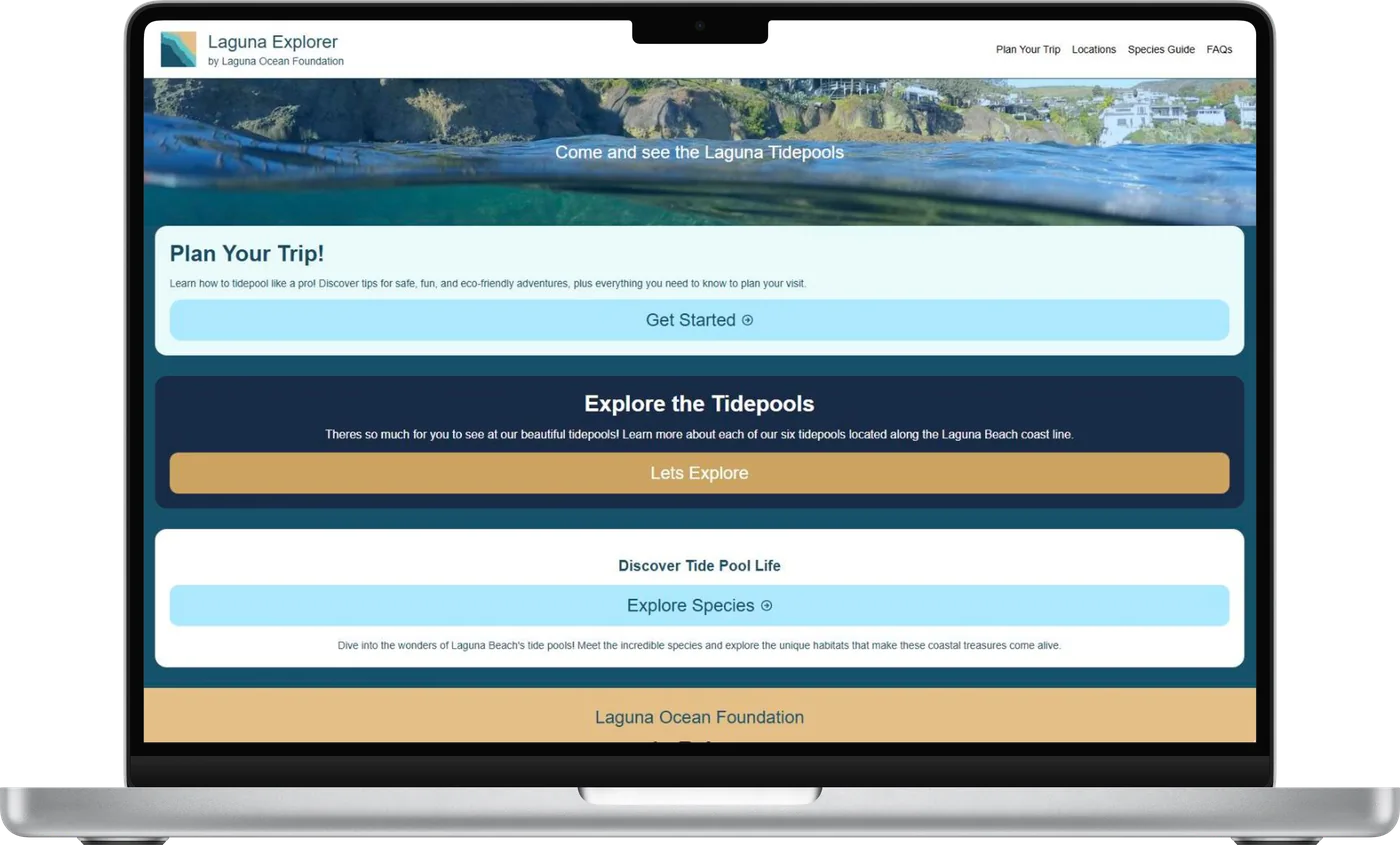 Laguna Explorer
by Laguna Ocean Foundation
Plan Your Trip Locations Species Guide FAQs
Come and see the Laguna Tidepools
Plan Your Trip!
Learn how to tidepool like a pro! Discover tips for safe, fun, and eco-friendly adventures, plus everything you need to know to plan your visit.
Get Started
Explore the Tidepools
Theres so much for you to see at our beautiful tidepools! Learn more about each of our six tidepools located along the Laguna Beach coast line.
Lets Explore
Discover Tide Pool Life
Explore Species
Dive into the wonders of Laguna Beach's tide pools! Meet the incredible species and explore the unique habitats that make these coastal treasures come alive.
Laguna Ocean Foundation